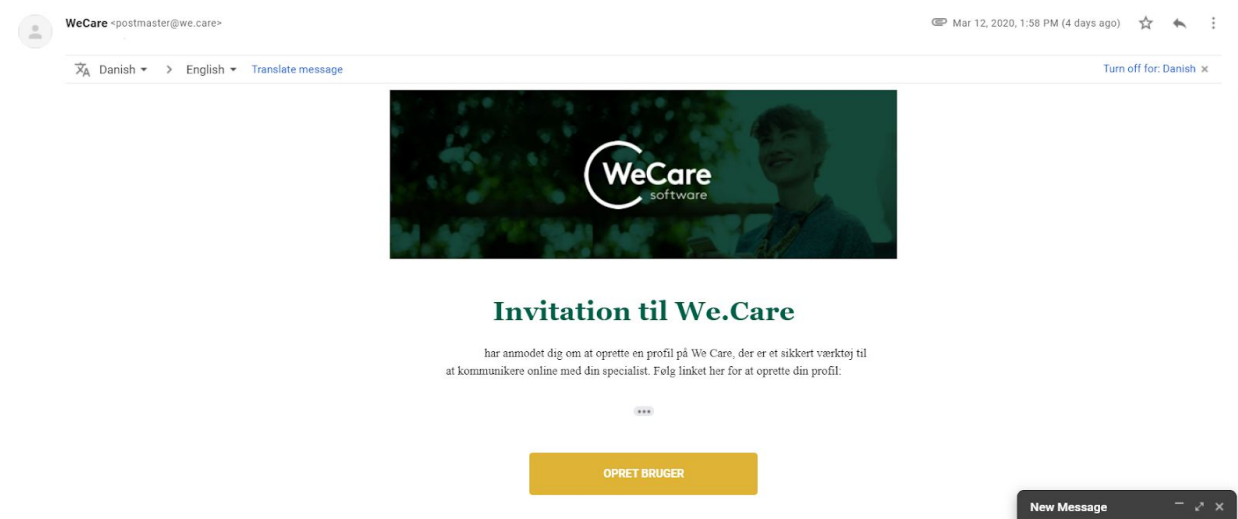 WeCare <postmaster@we.care>
Mar 12, 2020, 1:58 PM (4 days ago)
Danish > English Translate message
Turn off for: Danish ×
WeCare
software
Invitation til We.Care
har anmodet dig om at oprette en profil på We Care, der er et sikkert værktøj til
at kommunikere online med din specialist. Følg linket her for at oprette din profil:
OPRET BRUGER
New Message